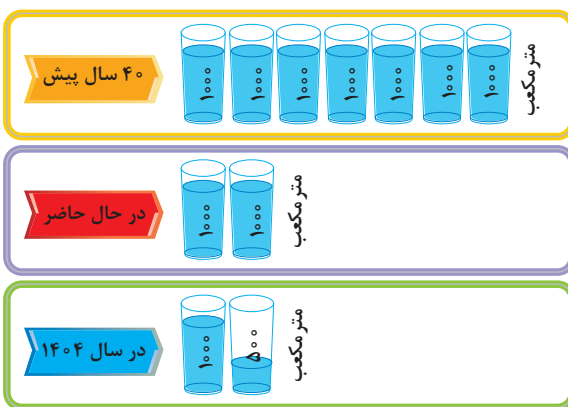 ۴۰ سال پیش
۱۰۰۰ ۱۰۰۰ ۱۰۰۰ ۱۰۰۰ ۱۰۰۰ ۱۰۰۰ ۱۰۰۰
متر مکعب
در حال حاضر
۱۰۰۰ ۱۰۰۰
متر مکعب
در سال ۱۴۰۴
۱۰۰۰ ۵۰۰
متر مکعب